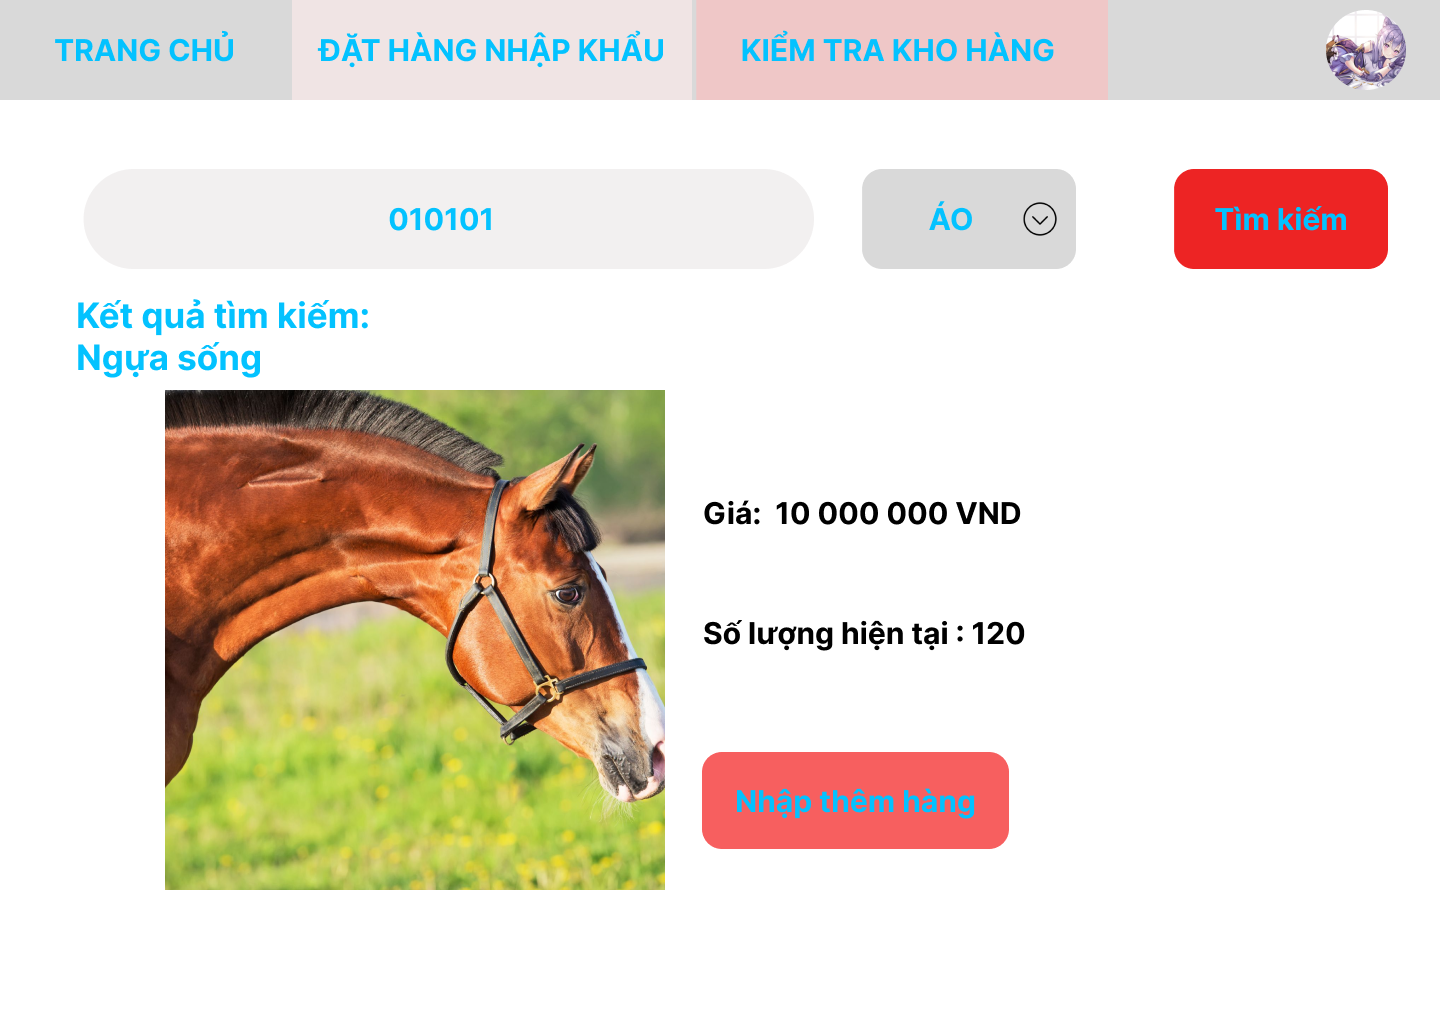 TRANG CHỦ
ĐẶT HÀNG NHẬP KHẨU
KIỂM TRA KHO HÀNG
010101
ÁO
Tìm kiếm
Kết quả tìm kiếm:
Ngựa sống
Giá:  10 000 000 VND
Số lượng hiện tại : 120
Nhập thêm hàng